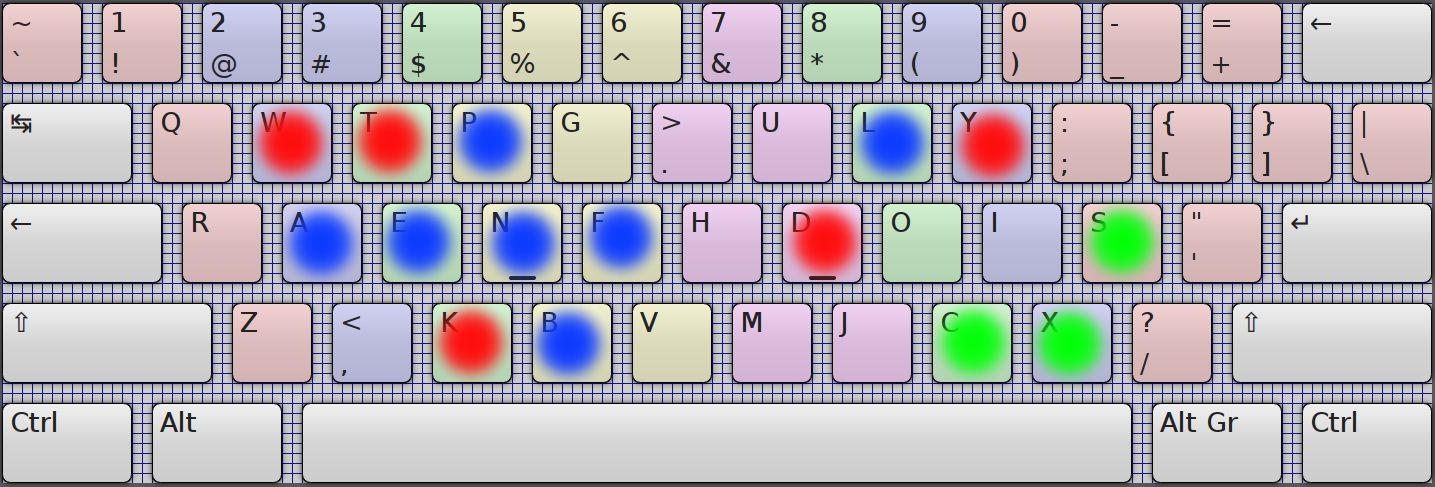 ~ 1 2 3 4 5 6 7 8 9 0 - = ←
` ! @ # $ % ^ & * ( ) _ +
↹ Q W T P G > U L Y : { } |
. ; [ ] \
← R A E N F H D O I S " ↵
'
⇧ Z < K B V M J C X ? ⇧
, /
Ctrl Alt Alt Gr Ctrl